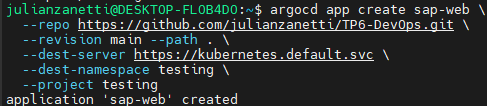 julianzanetti@DESKTOP-FLOB4DO:~$ argocd app create sap-web \
--repo https://github.com/julianzanetti/TP6-DevOps.git \
--revision main --path . \
--dest-server https://kubernetes.default.svc \
--dest-namespace testing \
--project testing
application 'sap-web' created